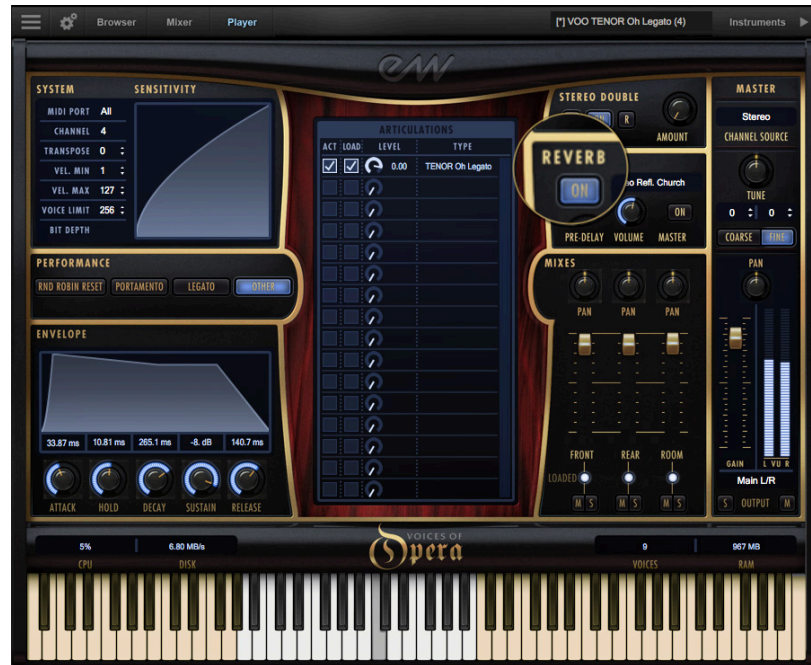 Browser Mixer Player [*] VOO TENOR Oh Legato (4) Instruments
EW
SYSTEM SENSITIVITY
MIDI PORT All
CHANNEL 4
TRANSPOSE 0
VEL. MIN 1
VEL. MAX 127
VOICE LIMIT 256
BIT DEPTH
PERFORMANCE
RND ROBIN RESET PORTAMENTO LEGATO OTHER
ENVELOPE
33.87 ms 10.81 ms 265.1 ms -8. dB 140.7 ms
ATTACK HOLD DECAY SUSTAIN RELEASE
ARTICULATIONS
ACT LOAD LEVEL TYPE
0.00 TENOR Oh Legato
STEREO DOUBLE
R
AMOUNT
REVERB
ON
Refl. Church
ON
PRE-DELAY VOLUME MASTER
MIXES
PAN PAN PAN
FRONT REAR ROOM
LOADED
M S M S M S
MASTER
Stereo
CHANNEL SOURCE
TUNE
0 0
COARSE FINE
PAN
GAIN L VU R
Main L/R
S OUTPUT M
5% 6.80 MB/s
CPU DISK
VOICES OF
Opera
9 967 MB
VOICES RAM